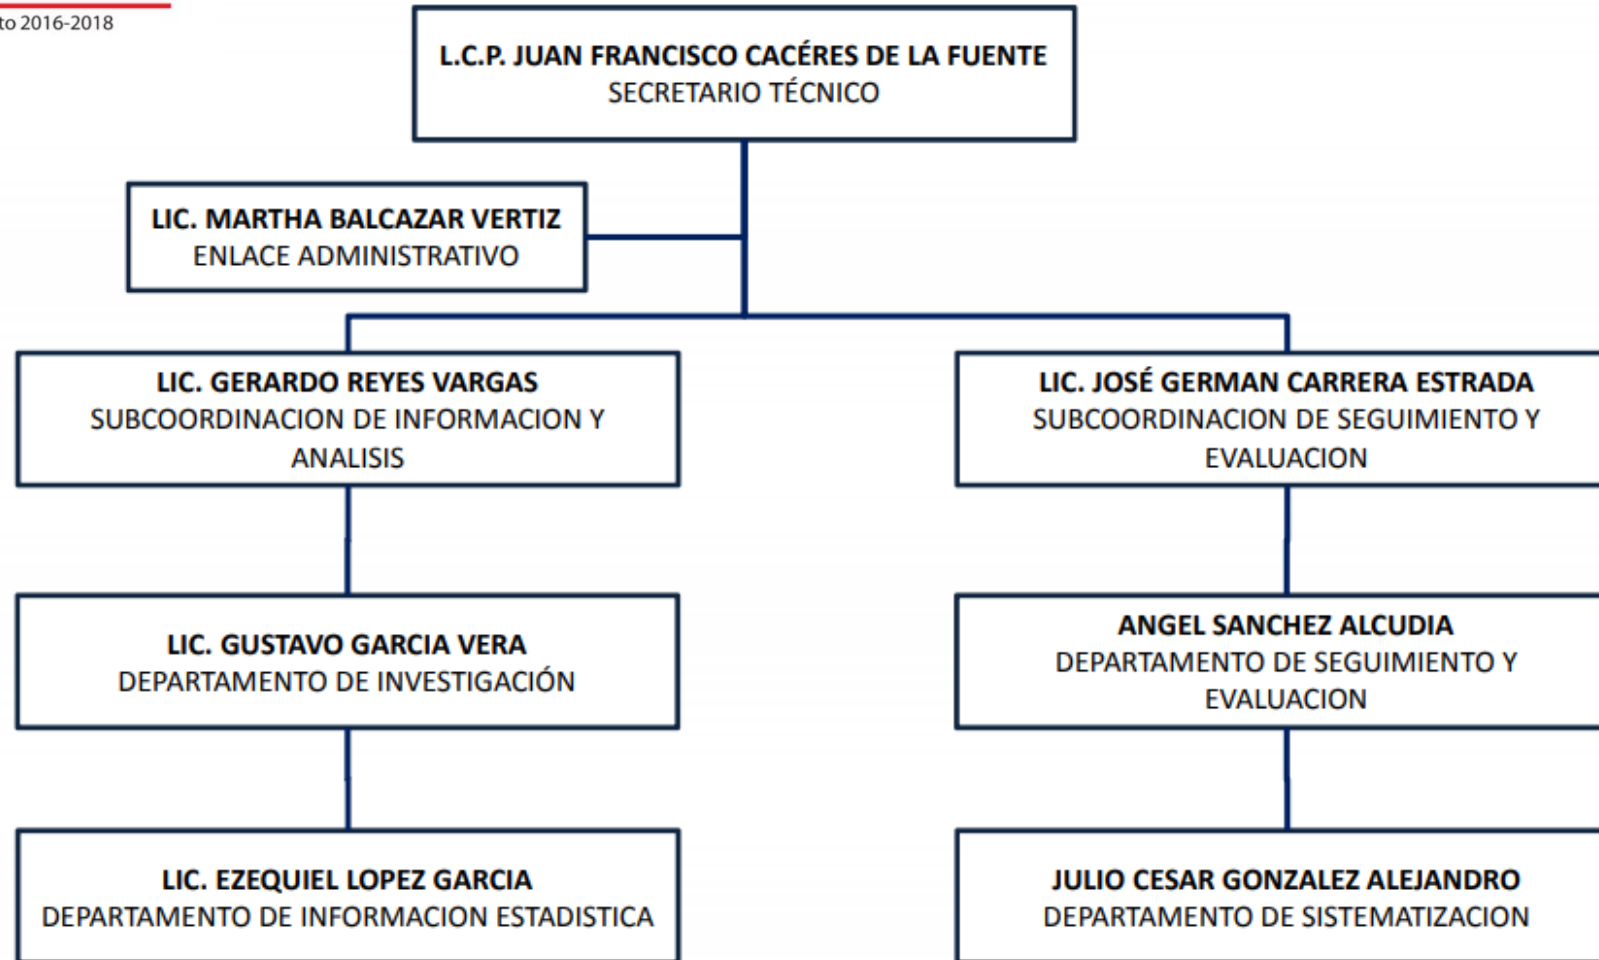 to 2016-2018
L.C.P. JUAN FRANCISCO CACÉRES DE LA FUENTE
SECRETARIO TÉCNICO
LIC. MARTHA BALCAZAR VERTIZ
ENLACE ADMINISTRATIVO
LIC. GERARDO REYES VARGAS
SUBCOORDINACION DE INFORMACION Y
ANALISIS
LIC. JOSÉ GERMAN CARRERA ESTRADA
SUBCOORDINACION DE SEGUIMIENTO Y
EVALUACION
LIC. GUSTAVO GARCIA VERA
DEPARTAMENTO DE INVESTIGACIÓN
ANGEL SANCHEZ ALCUDIA
DEPARTAMENTO DE SEGUIMIENTO Y
EVALUACION
LIC. EZEQUIEL LOPEZ GARCIA
DEPARTAMENTO DE INFORMACION ESTADISTICA
JULIO CESAR GONZALEZ ALEJANDRO
DEPARTAMENTO DE SISTEMATIZACION